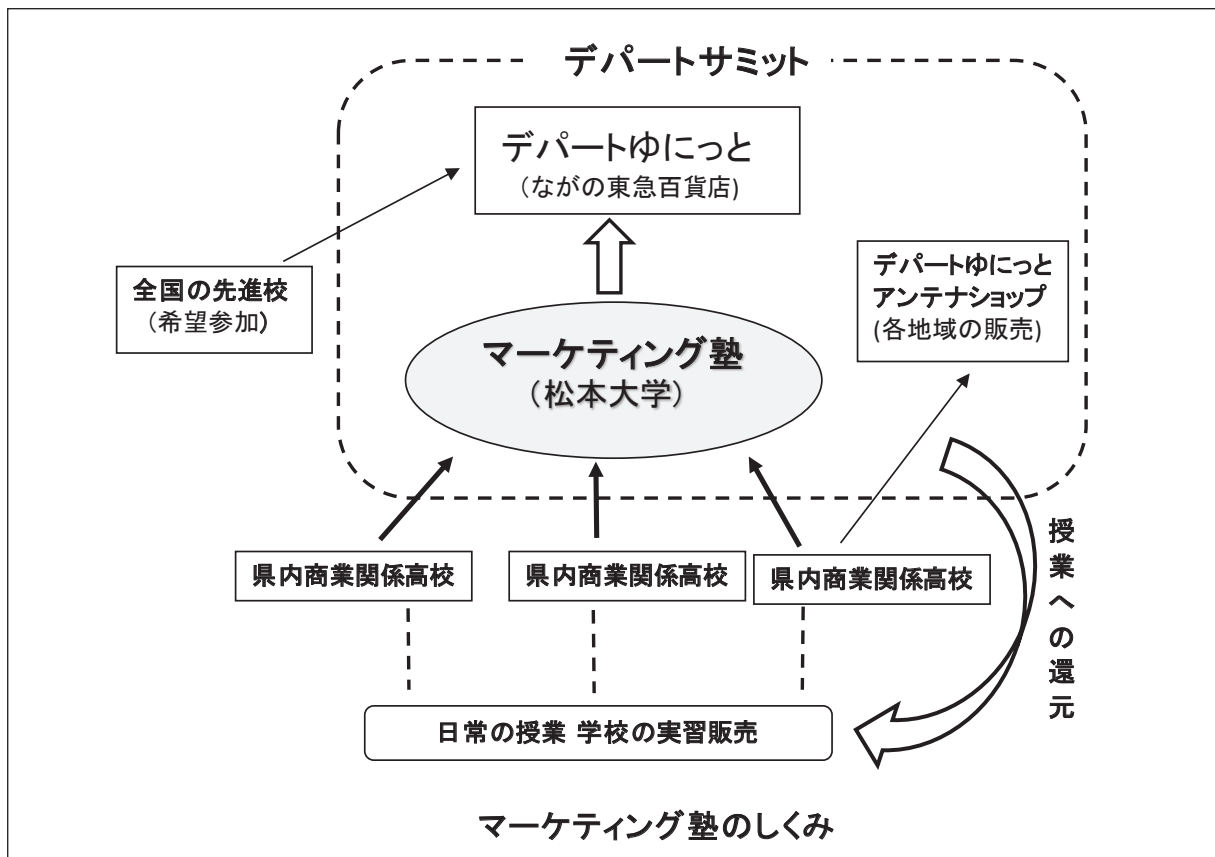 デパートサミット
デパートゆにっと
（ながの東急百貨店)
全国の先進校
（希望参加）
デパートゆにっと
アンテナショップ
(各地域の販売)
マーケティング塾
（松本大学）
県内商業関係高校
県内商業関係高校
県内商業関係高校
授業への還元
日常の授業 学校の実習販売
マーケティング塾のしくみ